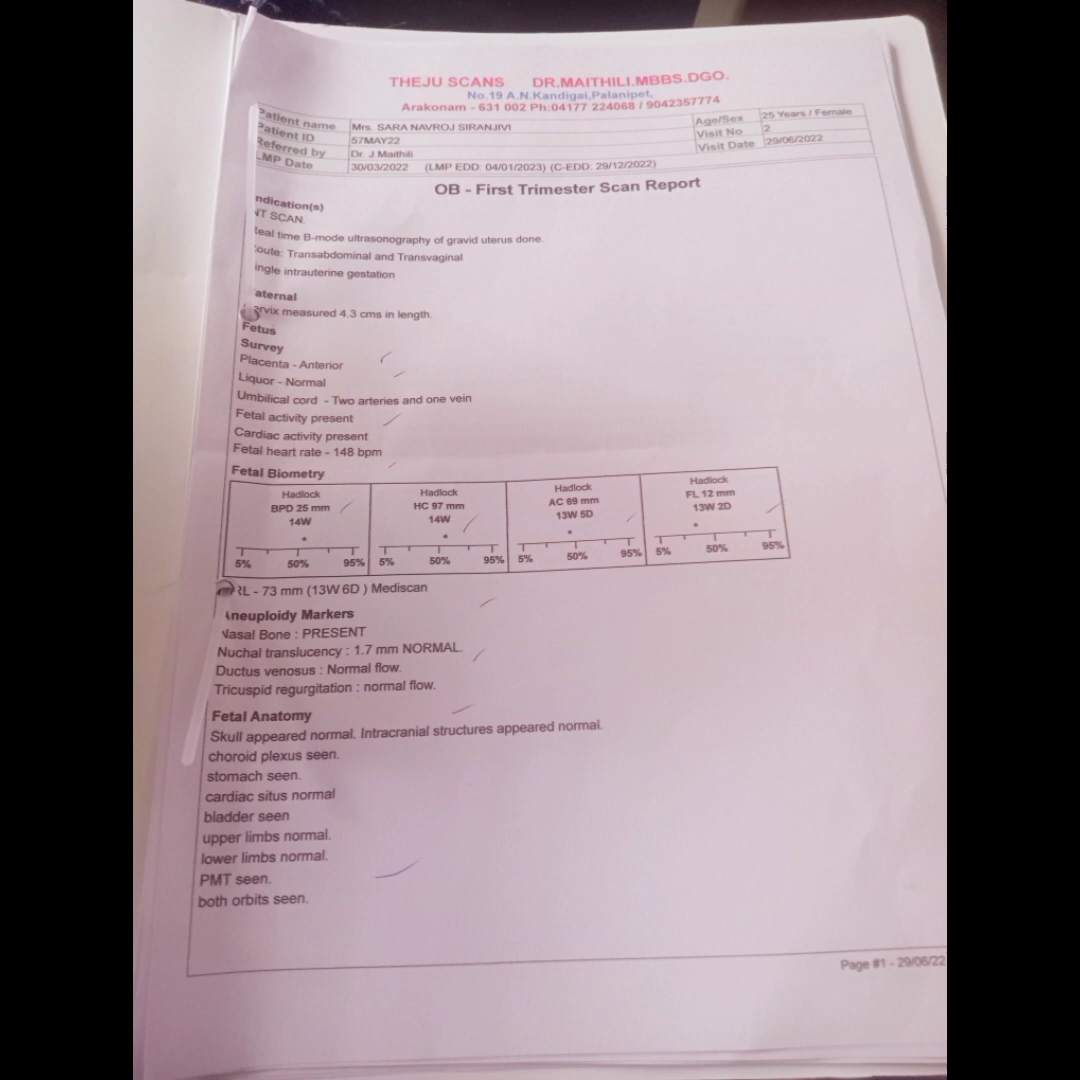 THEJU SCANS DR.MAITHILI.MBBS.DGO.
No.19 A.N.Kandigai,Palanipet,
Arakonam - 631 002 Ph:04177 224068 / 9042357774
Patient name Mrs. SARA NAVROJ SIRANJIVI Age/Sex 25 Years / Female
Patient ID 57MAY22 Visit No 2
Referred by Dr. J Maithili Visit Date 29/06/2022
LMP Date 30/03/2022 (LMP EDD: 04/01/2023) (C-EDD: 29/12/2022)
OB - First Trimester Scan Report
ndication(s)
NT SCAN.
Real time B-mode ultrasonography of gravid uterus done.
oute: Transabdominal and Transvaginal
ingle intrauterine gestation
aternal
ervix measured 4.3 cms in length.
Fetus
Survey
Placenta - Anterior
Liquor - Normal
Umbilical cord - Two arteries and one vein
Fetal activity present
Cardiac activity present
Fetal heart rate - 148 bpm
Fetal Biometry
Hadlock Hadlock Hadlock Hadlock
BPD 25 mm HC 97 mm AC 69 mm FL 12 mm
14W 14W 13W 5D 13W 2D
* * * *
5% 50% 95% 5% 50% 95% 5% 50% 95% 5% 50% 95%
RL - 73 mm (13W 6D ) Mediscan
Aneuploidy Markers
Nasal Bone : PRESENT
Nuchal translucency : 1.7 mm NORMAL.
Ductus venosus : Normal flow.
Tricuspid regurgitation : normal flow.
Fetal Anatomy
Skull appeared normal. Intracranial structures appeared normal.
choroid plexus seen.
stomach seen.
cardiac situs normal
bladder seen
upper limbs normal.
lower limbs normal.
PMT seen.
both orbits seen.
Page #1 - 29/06/22